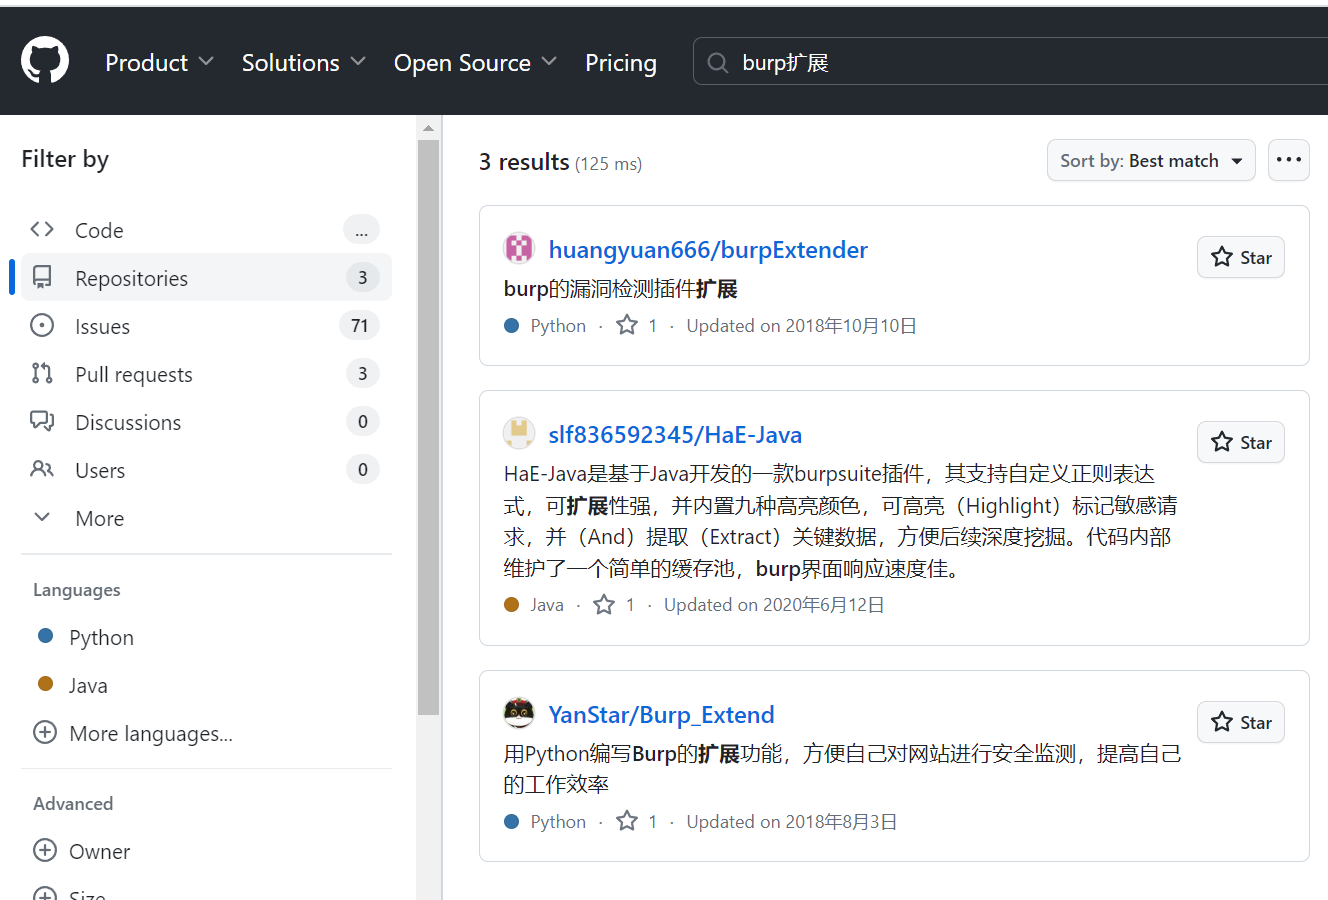 Product Solutions Open Source Pricing burp扩展
Filter by
Code ...
Repositories 3
Issues 71
Pull requests 3
Discussions 0
Users 0
More
Languages
Python
Java
More languages...
Advanced
Owner
Size
3 results (125 ms)
Sort by: Best match
huangyuan666/burpExtender
Star
burp的漏洞检测插件扩展
Python · 1 · Updated on 2018年10月10日
slf836592345/HaE-Java
Star
HaE-Java是基于Java开发的一款burpsuite插件，其支持自定义正则表达
式，可扩展性强，并内置九种高亮颜色，可高亮（Highlight）标记敏感请
求，并（And）提取（Extract）关键数据，方便后续深度挖掘。代码内部
维护了一个简单的缓存池，burp界面响应速度佳。
Java · 1 · Updated on 2020年6月12日
YanStar/Burp_Extend
Star
用Python编写Burp的扩展功能，方便自己对网站进行安全监测，提高自己
的工作效率
Python · 1 · Updated on 2018年8月3日